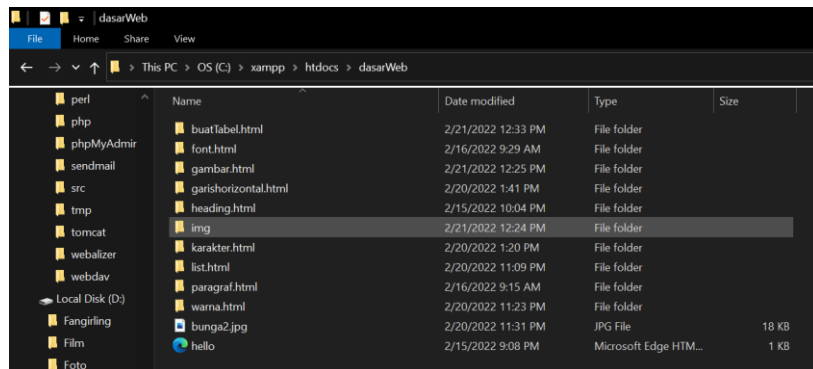 dasarWeb
File Home Share View
This PC > OS (C:) > xampp > htdocs > dasarWeb
Name Date modified Type Size
perl
php
phpMyAdmir
sendmail
src
tmp
tomcat
webalizer
webdav
Local Disk (D:)
Fangirling
Film
Foto
buatTabel.html 2/21/2022 12:33 PM File folder
font.html 2/16/2022 9:29 AM File folder
gambar.html 2/21/2022 12:25 PM File folder
garishorizontal.html 2/20/2022 1:41 PM File folder
heading.html 2/15/2022 10:04 PM File folder
img 2/21/2022 12:24 PM File folder
karakter.html 2/20/2022 1:20 PM File folder
list.html 2/20/2022 11:09 PM File folder
paragraf.html 2/16/2022 9:15 AM File folder
warna.html 2/20/2022 11:23 PM File folder
bunga2.jpg 2/20/2022 11:31 PM JPG File 18 KB
hello 2/15/2022 9:08 PM Microsoft Edge HTM... 1 KB